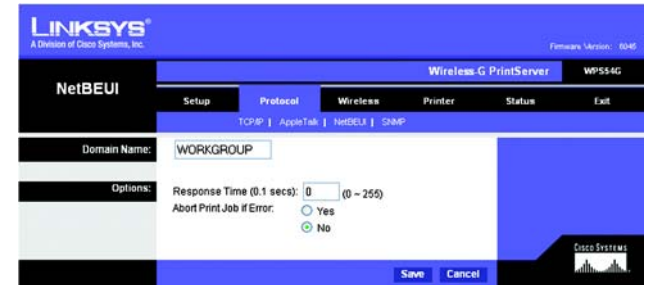 LINKSYS®
A Division of Cisco Systems, Inc.
Firmware Version: 6046
Wireless-G PrintServer WPS54G
NetBEUI
Setup Protocol Wireless Printer Status Exit
TCP/IP | AppleTalk | NetBEUI | SNMP
Domain Name: WORKGROUP
Options: Response Time (0.1 secs): 0 (0 ~ 255)
Abort Print Job if Error: Yes
No
CISCO SYSTEMS
Save Cancel